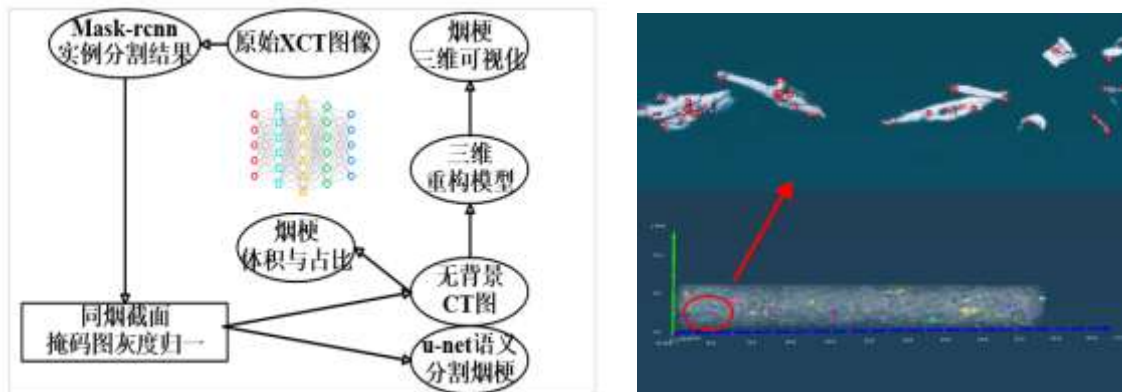 Mask-rcnn
实例分割结果
原始XCT图像
烟梗
三维可视化
三维
重构模型
烟梗
体积与占比
无背景
CT图
同烟截面
掩码图灰度归一
u-net语义
分割烟梗